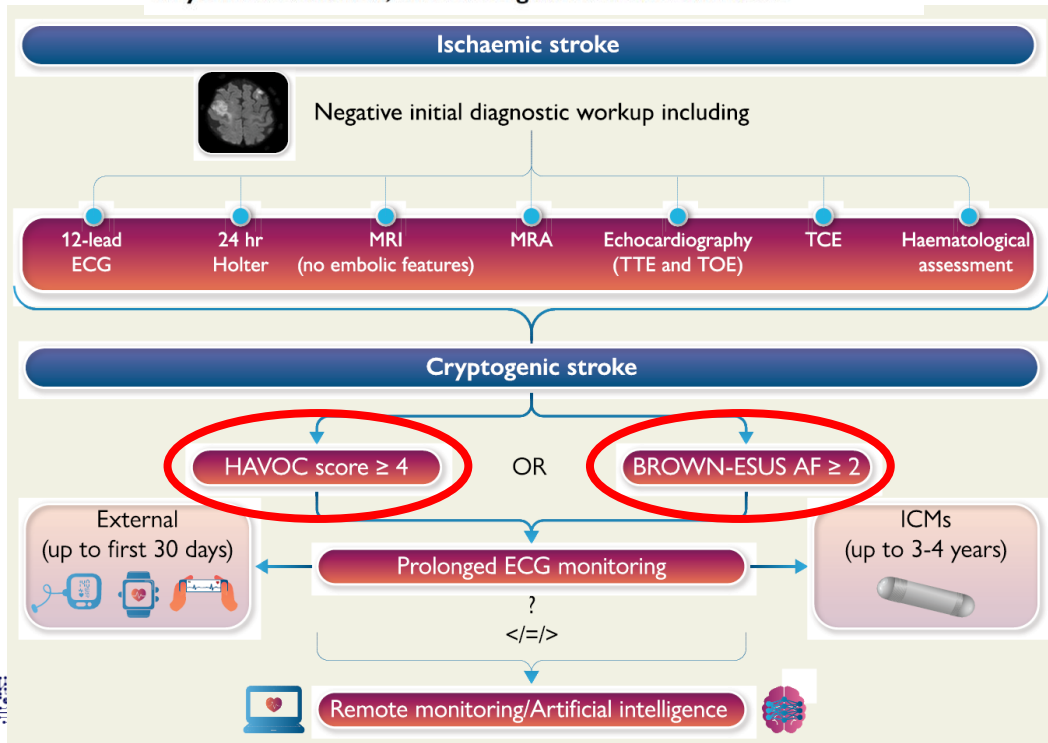 Ischaemic stroke
Negative initial diagnostic workup including
12-lead
ECG
24 hr
Holter
MRI
(no embolic features)
MRA
Echocardiography
(TTE and TOE)
TCE
Haematological
assessment
Cryptogenic stroke
HAVOC score ≥ 4
OR
BROWN-ESUS AF ≥ 2
External
(up to first 30 days)
Prolonged ECG monitoring
ICMs
(up to 3-4 years)
?
</=/>
Remote monitoring/Artificial intelligence